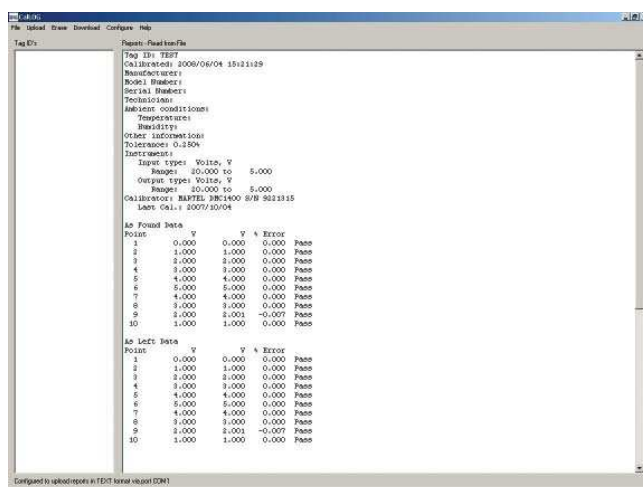 CalLOG
File Upload Erase Download Configure Help
Tag ID's
Reports - Read from File
Tag ID: TEST
Calibrated: 2008/06/04 15:21:29
Manufacturer:
Model Number:
Serial Number:
Technician:
Ambient conditions:
Temperature:
Humidity:
Other information:
Tolerance: 0.250%
Instrument:
Input type: Volts, V
Range: 20.000 to 5.000
Output type: Volts, V
Range: 20.000 to 5.000
Calibrator: MARTEL DMC1400 S/N 9221315
Last Cal.: 2007/10/04
As Found Data
Point V V % Error
1 0.000 0.000 0.000 Pass
2 1.000 1.000 0.000 Pass
3 2.000 2.000 0.000 Pass
4 3.000 3.000 0.000 Pass
5 4.000 4.000 0.000 Pass
6 5.000 5.000 0.000 Pass
7 4.000 4.000 0.000 Pass
8 3.000 3.000 0.000 Pass
9 2.000 2.001 -0.007 Pass
10 1.000 1.000 0.000 Pass
As Left Data
Point V V % Error
1 0.000 0.000 0.000 Pass
2 1.000 1.000 0.000 Pass
3 2.000 2.000 0.000 Pass
4 3.000 3.000 0.000 Pass
5 4.000 4.000 0.000 Pass
6 5.000 5.000 0.000 Pass
7 4.000 4.000 0.000 Pass
8 3.000 3.000 0.000 Pass
9 2.000 2.001 -0.007 Pass
10 1.000 1.000 0.000 Pass
Configured to upload reports in TEXT format via port COM1